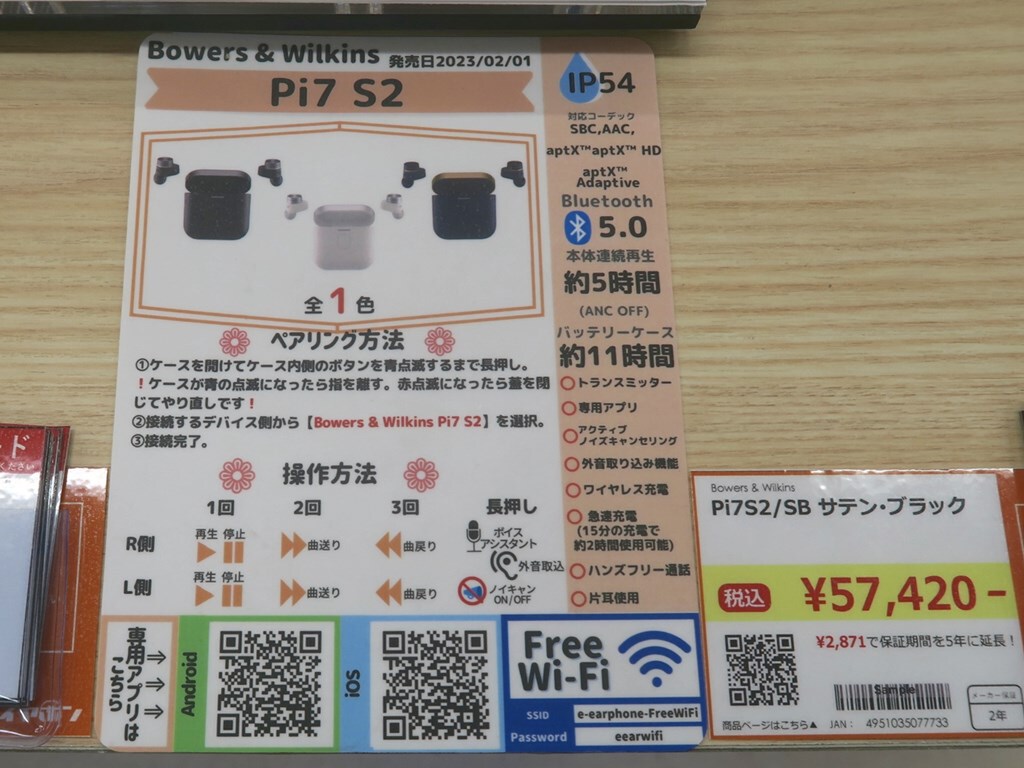 Bowers & Wilkins 発売日2023/02/01
Pi7 S2
全1色
ペアリング方法
①ケースを開けてケース内側のボタンを青点滅するまで長押し。
！ケースが青の点滅になったら指を離す。赤点滅になったら蓋を閉
じてやり直しです！
②接続するデバイス側から【Bowers & Wilkins Pi7 S2】を選択。
③接続完了。
操作方法
1回 2回 3回 長押し
R側 再生 停止 曲送り 曲戻り ボイス
アシスタント
外音取込
L側 再生 停止 曲送り 曲戻り ノイキャン
ON/OFF
IP54
対応コーデック
SBC,AAC,
aptX™aptX™ HD
aptX™
Adaptive
Bluetooth
5.0
本体連続再生
約5時間
(ANC OFF)
バッテリーケース
約11時間
〇トランスミッター
〇専用アプリ
〇アクティブ
ノイズキャンセリング
〇外音取り込み機能
〇ワイヤレス充電
〇急速充電
(15分の充電で
約2時間使用可能)
〇ハンズフリー通話
〇片耳使用
専用アプリは
こちら
⇒
⇒
⇒
Android
iOS
Free
Wi-Fi
SSID e-earphone-FreeWiFi
Password eearwifi
Bowers & Wilkins
Pi7S2/SB サテン・ブラック
税込 ¥57,420-
¥2,871で保証期間を5年に延長！
Sample
商品ページはこちら▲ JAN： 4951035077733
メーカー保証
2年
ド
ください